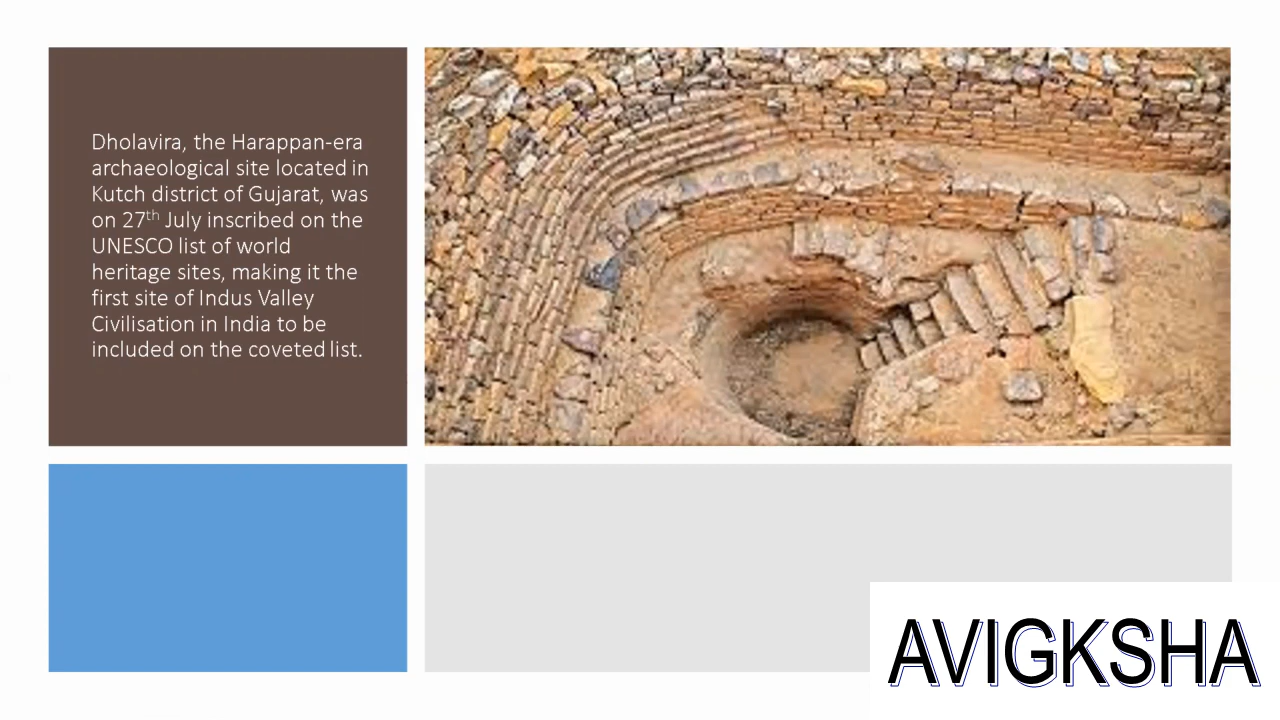 Dholavira, the Harappan-era
archaeological site located in
Kutch district of Gujarat, was
on 27th July inscribed on the
UNESCO list of world
heritage sites, making it the
first site of Indus Valley
Civilisation in India to be
included on the coveted list.
AVIGKSHA